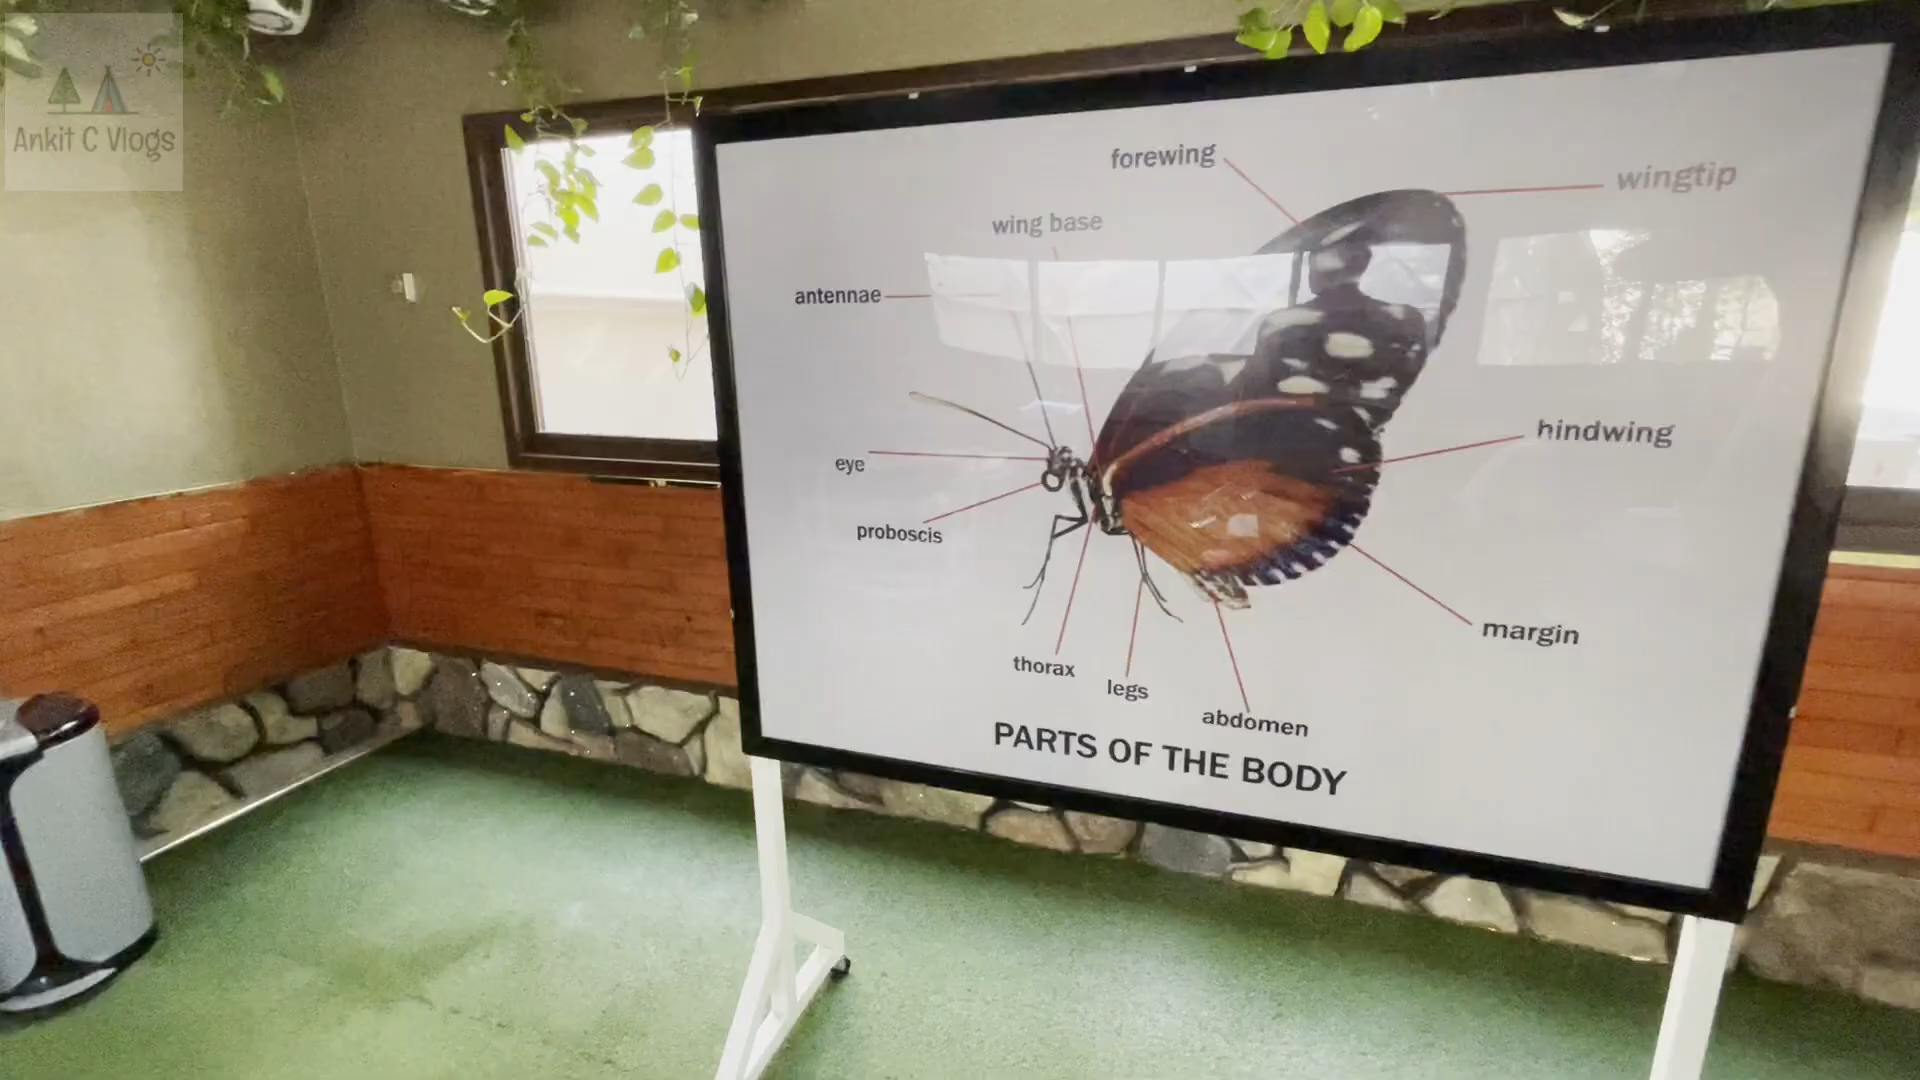 Ankit C Vlogs
forewing
wingtip
wing base
antennae
hindwing
eye
proboscis
margin
thorax
legs
abdomen
PARTS OF THE BODY